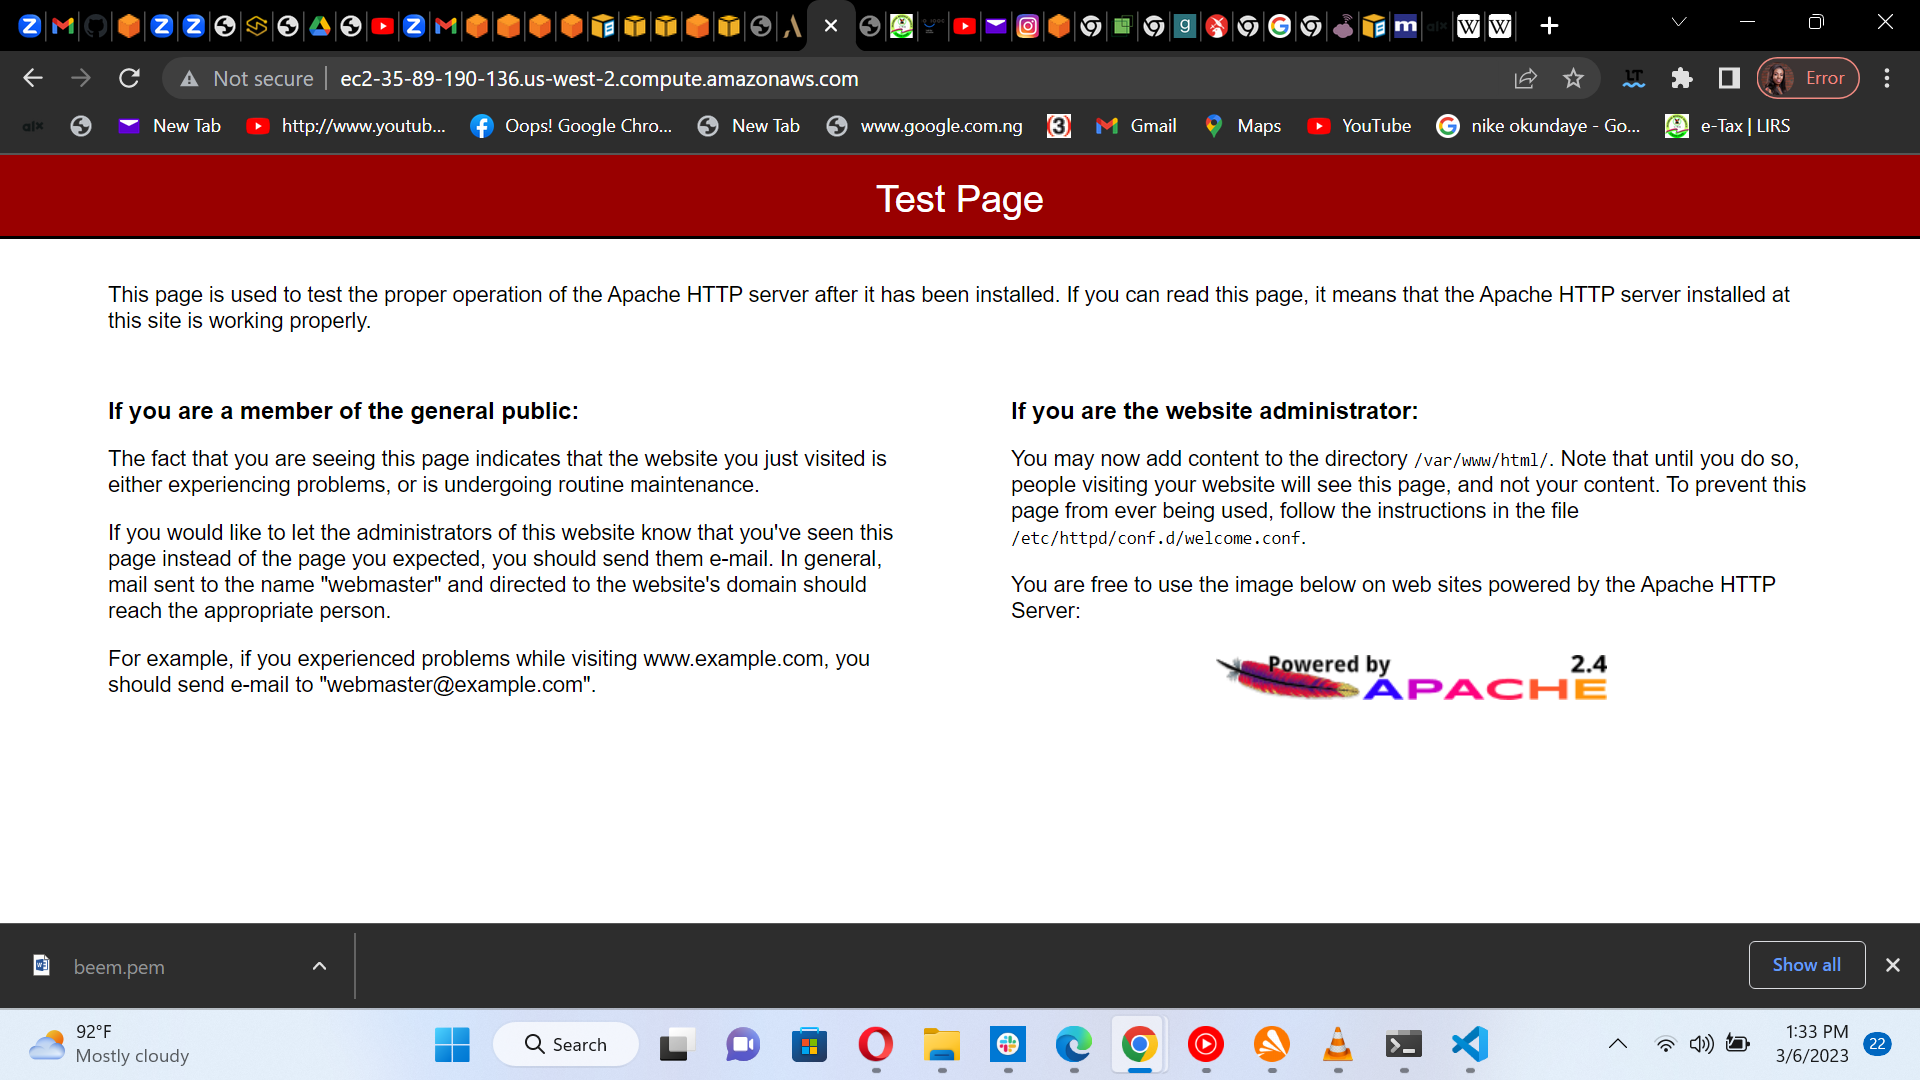 Not secure
ec2-35-89-190-136.us-west-2.compute.amazonaws.com
Error
New Tab
http://www.youtub...
Oops! Google Chro...
New Tab
www.google.com.ng
Gmail
Maps
YouTube
nike okundaye - Go...
e-Tax | LIRS
Test Page
This page is used to test the proper operation of the Apache HTTP server after it has been installed. If you can read this page, it means that the Apache HTTP server installed at
this site is working properly.
If you are a member of the general public:
The fact that you are seeing this page indicates that the website you just visited is
either experiencing problems, or is undergoing routine maintenance.
If you would like to let the administrators of this website know that you've seen this
page instead of the page you expected, you should send them e-mail. In general,
mail sent to the name "webmaster" and directed to the website's domain should
reach the appropriate person.
For example, if you experienced problems while visiting www.example.com, you
should send e-mail to "webmaster@example.com".
If you are the website administrator:
You may now add content to the directory /var/www/html/. Note that until you do so,
people visiting your website will see this page, and not your content. To prevent this
page from ever being used, follow the instructions in the file
/etc/httpd/conf.d/welcome.conf.
You are free to use the image below on web sites powered by the Apache HTTP
Server:
Powered by 2.4
APACHE
beem.pem
Show all
92°F
Mostly cloudy
Search
1:33 PM
3/6/2023
22